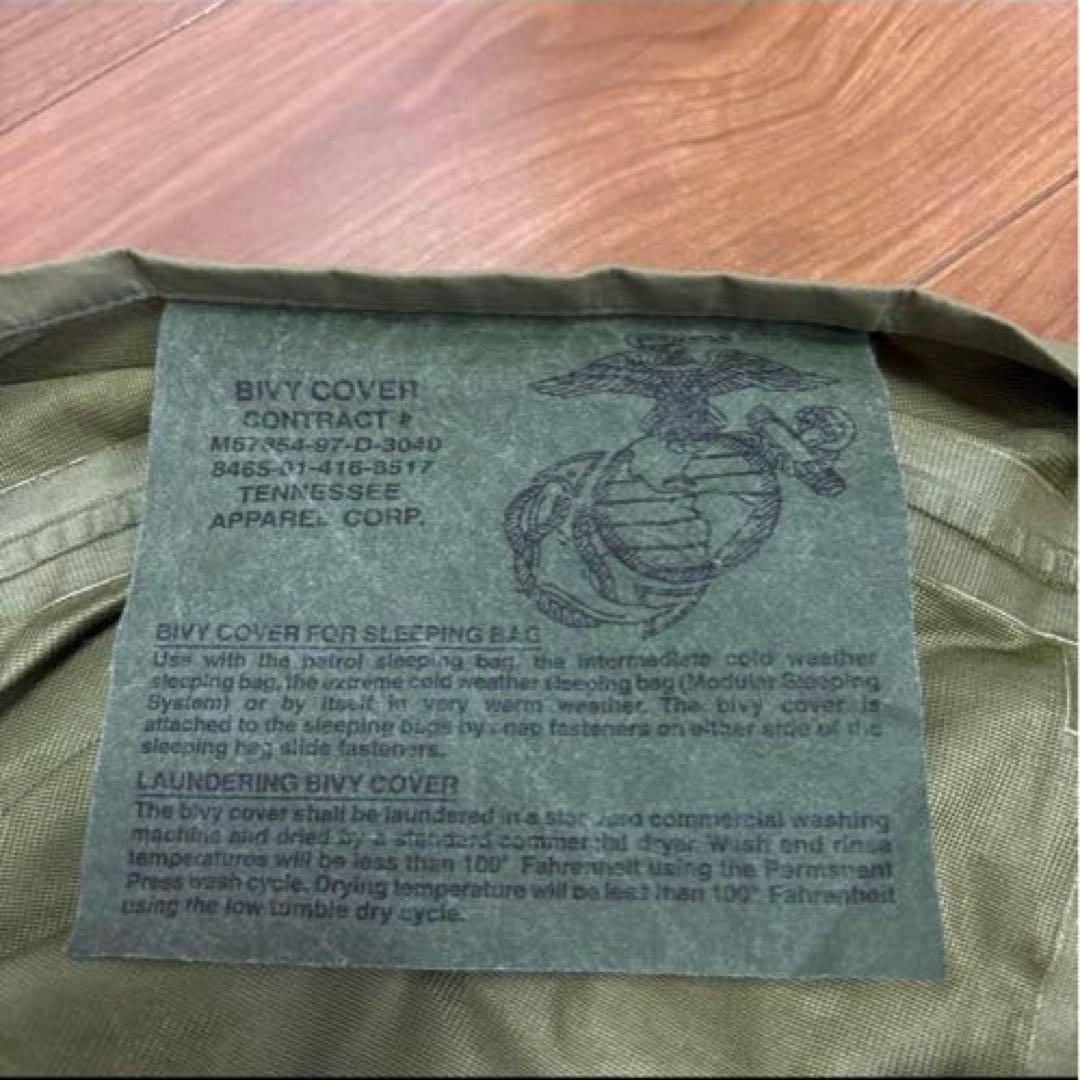 BIVY COVER
CONTRACT #
M67854-97-D-3040
8465-01-416-8517
TENNESSEE
APPAREL CORP.
BIVY COVER FOR SLEEPING BAG
Use with the patrol sleeping bag, the intermediate cold weather
sleeping bag, the extreme cold weather sleeping bag (Modular Sleeping
System) or by itself in very warm weather. The bivy cover is
attached to the sleeping bags by snap fasteners on either side of the
sleeping bag slide fasteners.
LAUNDERING BIVY COVER
The bivy cover shall be laundered in a standard commercial washing
machine and dried by a standard commercial dryer. Wash and rinse
temperatures will be less than 100° Fahrenheit using the Permanent
Press wash cycle. Drying temperature will be less than 100° Fahrenheit
using the low tumble dry cycle.